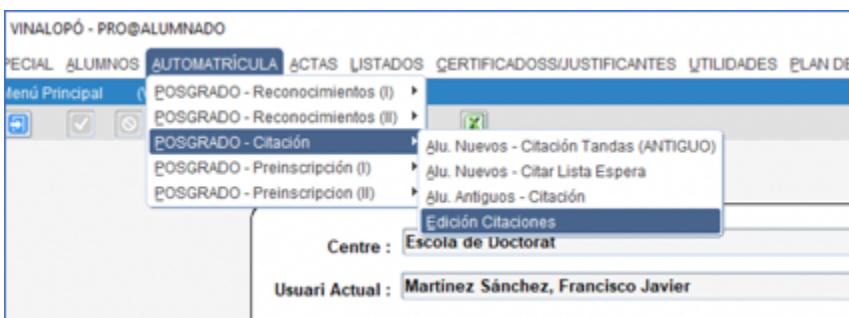 VINALOPÓ - PRO@ALUMNADO
PECIAL ALUMNOS AUTOMATRÍCULA ACTAS LISTADOS CERTIFICADOSS/JUSTIFICANTES UTILIDADES PLAN DE
Menú Principal
POSGRADO - Reconocimientos (I)
POSGRADO - Reconocimientos (II)
POSGRADO - Citación
POSGRADO - Preinscripción (I)
POSGRADO - Preinscripcion (II)
Alu. Nuevos - Citación Tandas (ANTIGUO)
Alu. Nuevos - Citar Lista Espera
Alu. Antiguos - Citación
Edición Citaciones
Centre : Escola de Doctorat
Usuari Actual : Martínez Sánchez, Francisco Javier